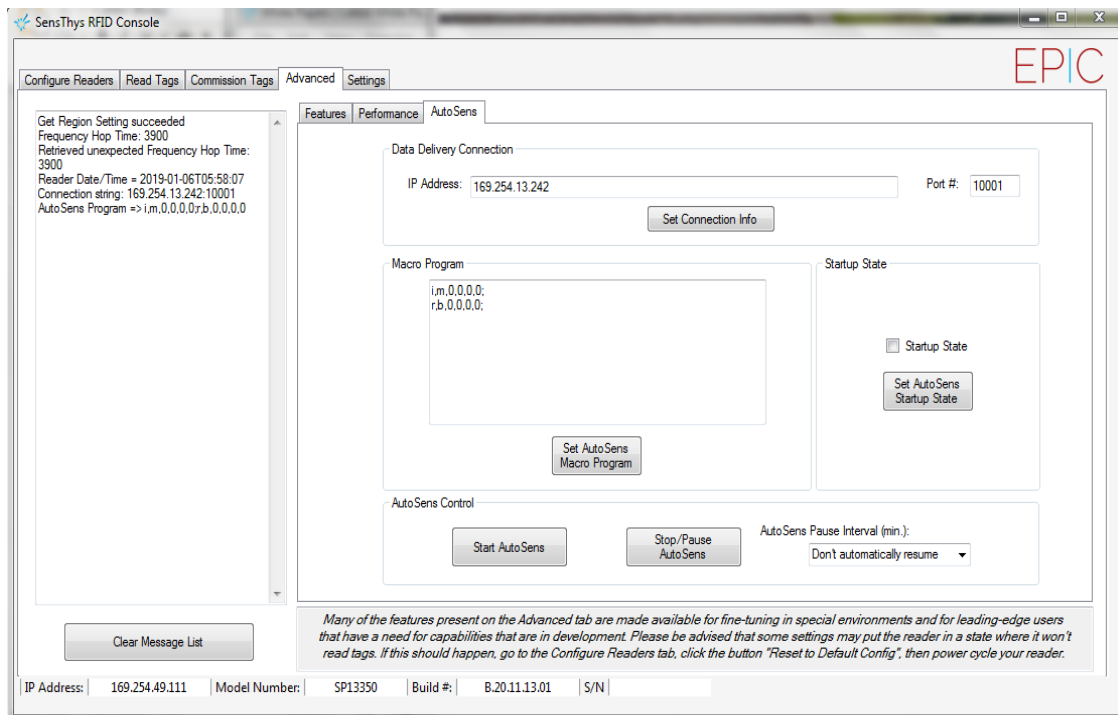 SensThys RFID Console
EPIC
Configure Readers Read Tags Commission Tags Advanced Settings
Get Region Setting succeeded
Frequency Hop Time: 3900
Retrieved unexpected Frequency Hop Time:
3900
Reader Date/Time = 2019-01-06T05:58:07
Connection string: 169.254.13.242:10001
AutoSens Program => i,m,0,0,0,0;r,b,0,0,0,0
Clear Message List
Features Performance AutoSens
Data Delivery Connection
IP Address: 169.254.13.242 Port #: 10001
Set Connection Info
Macro Program
i,m,0,0,0,0;
r,b,0,0,0,0;
Set AutoSens
Macro Program
Startup State
Startup State
Set AutoSens
Startup State
AutoSens Control
Start AutoSens
Stop/Pause
AutoSens
AutoSens Pause Interval (min.):
Don't automatically resume
Many of the features present on the Advanced tab are made available for fine-tuning in special environments and for leading-edge users
that have a need for capabilities that are in development. Please be advised that some settings may put the reader in a state where it won't
read tags. If this should happen, go to the Configure Readers tab, click the button "Reset to Default Config", then power cycle your reader.
IP Address: 169.254.49.111 Model Number: SP13350 Build #: B.20.11.13.01 S/N